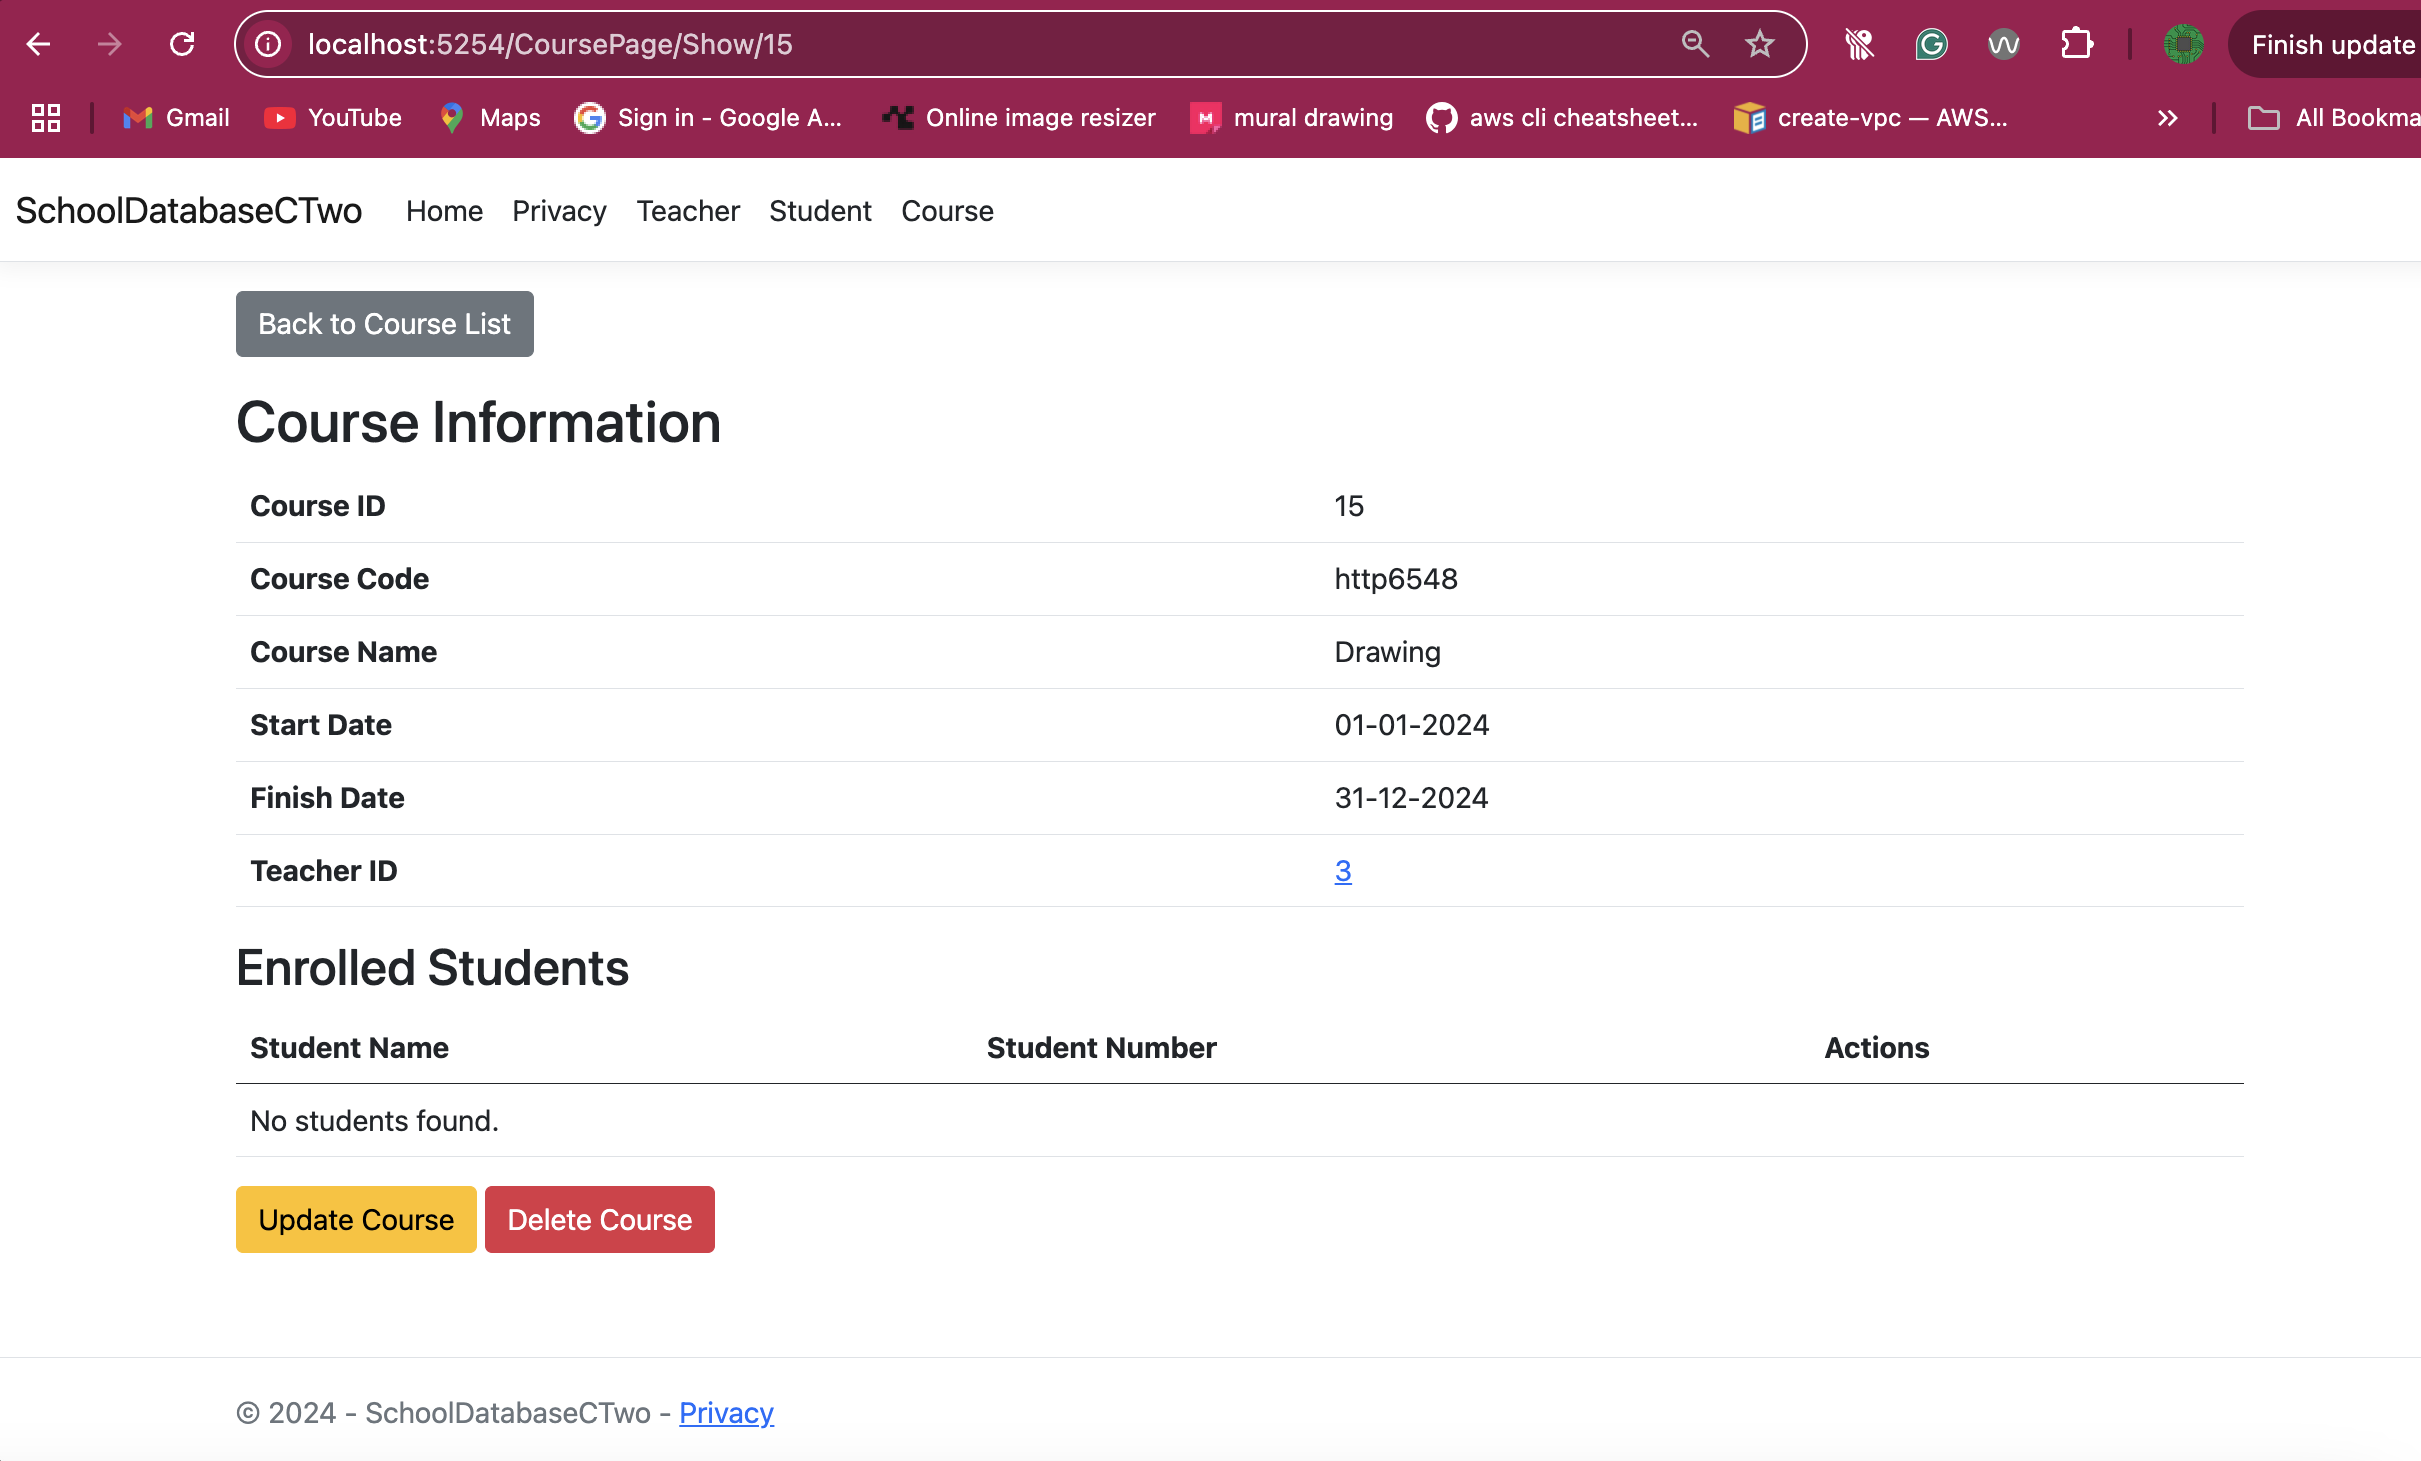 localhost:5254/CoursePage/Show/15
Finish update
Gmail YouTube Maps Sign in - Google A... Online image resizer mural drawing aws cli cheatsheet... create-vpc — AWS... All Bookma
SchoolDatabaseCTwo Home Privacy Teacher Student Course
Back to Course List
Course Information
Course ID 15
Course Code http6548
Course Name Drawing
Start Date 01-01-2024
Finish Date 31-12-2024
Teacher ID 3
Enrolled Students
Student Name Student Number Actions
No students found.
Update Course Delete Course
© 2024 - SchoolDatabaseCTwo - Privacy